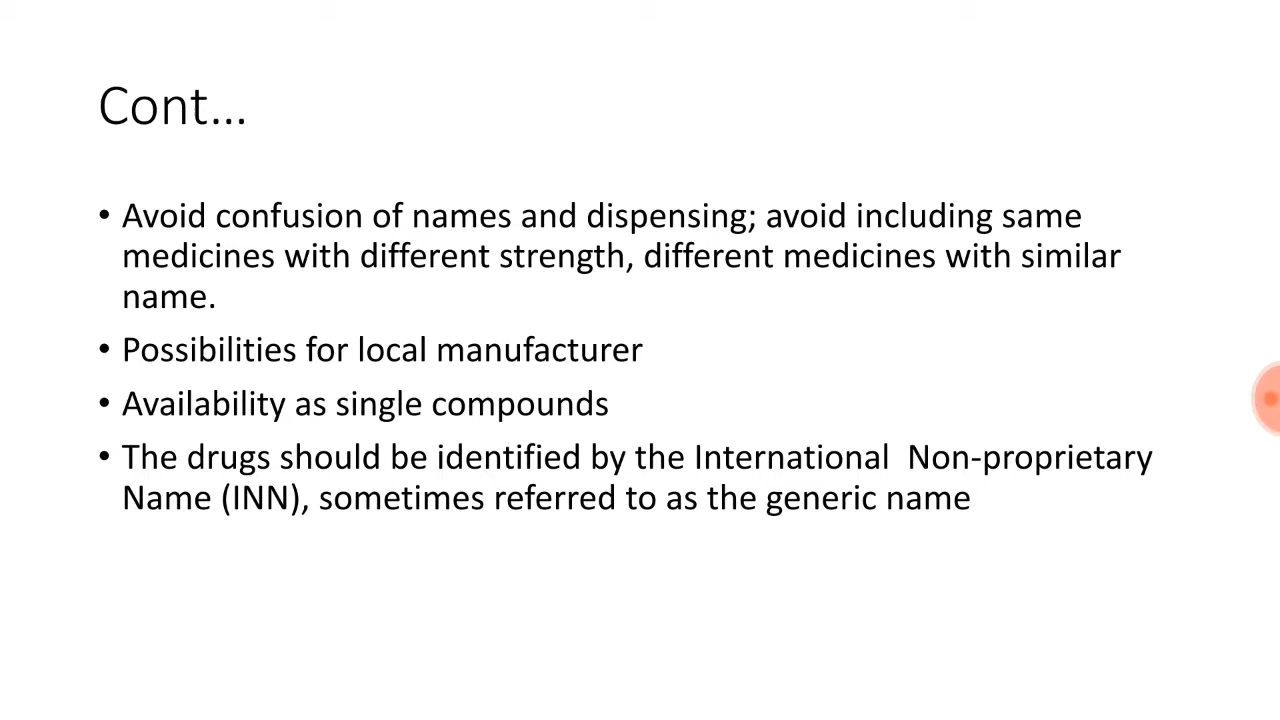 Cont...
• Avoid confusion of names and dispensing; avoid including same
medicines with different strength, different medicines with similar
name.
• Possibilities for local manufacturer
• Availability as single compounds
• The drugs should be identified by the International  Non-proprietary
Name (INN), sometimes referred to as the generic name